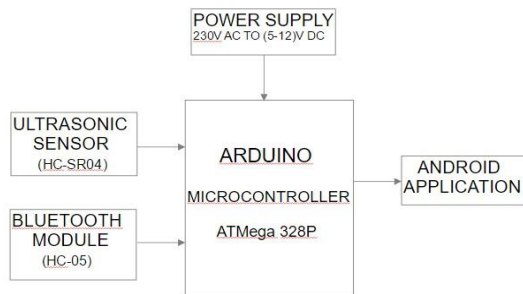 POWER SUPPLY
230V AC TO (5-12)V DC
ULTRASONIC
SENSOR
(HC-SR04)
BLUETOOTH
MODULE
(HC-05)
ARDUINO
MICROCONTROLLER
ATMega 328P
ANDROID
APPLICATION